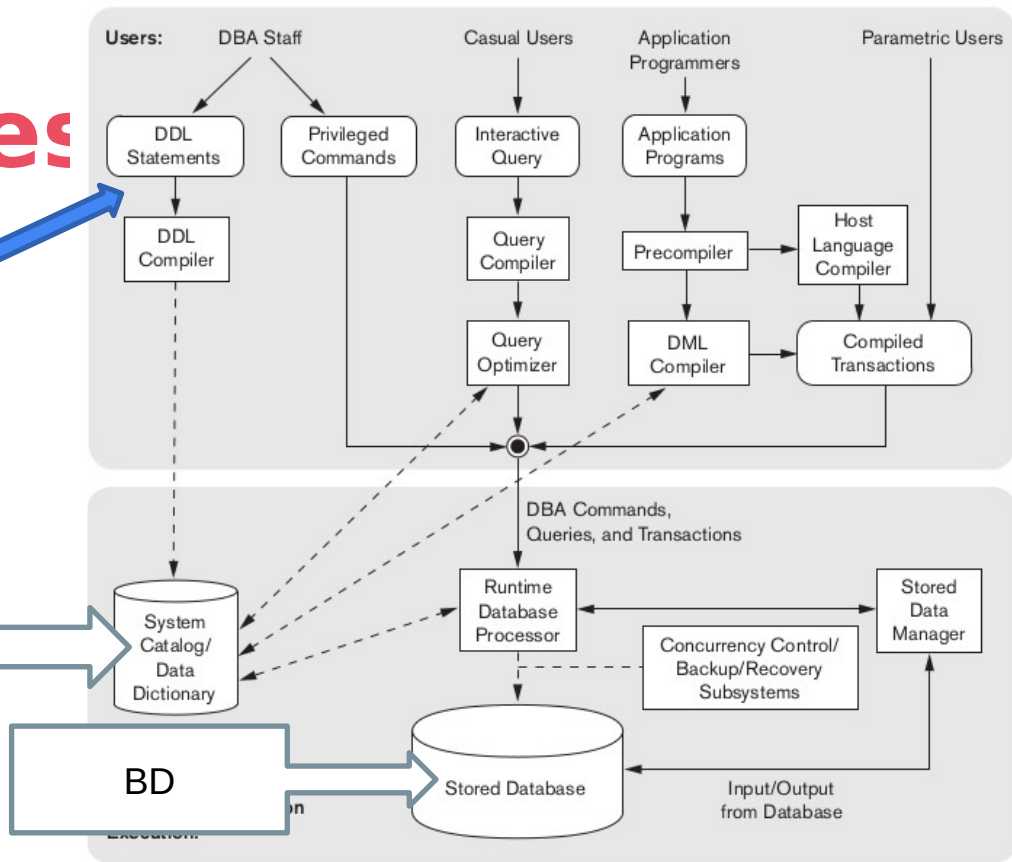 Users:
DBA Staff
Casual Users
Application
Programmers
Parametric Users
es
DDL
Statements
Privileged
Commands
Interactive
Query
Application
Programs
DDL
Compiler
Query
Compiler
Precompiler
Host
Language
Compiler
Query
Optimizer
DML
Compiler
Compiled
Transactions
DBA Commands,
Queries, and Transactions
System
Catalog/
Data
Dictionary
Runtime
Database
Processor
Stored
Data
Manager
Concurrency Control/
Backup/Recovery
Subsystems
BD
Stored Database
Input/Output
from Database
on